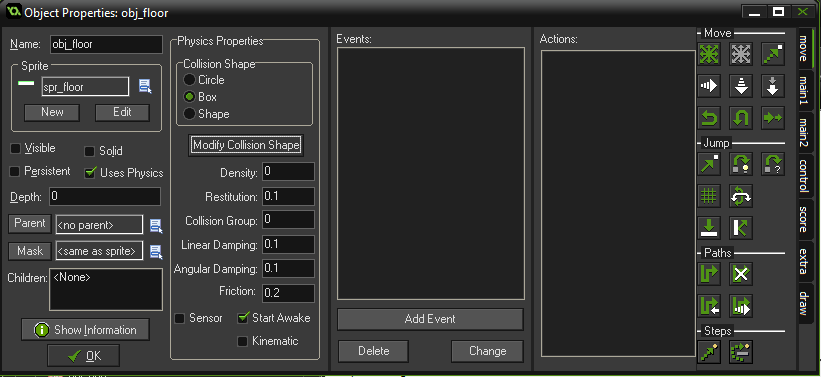 Object Properties: obj_floor
Name: obj_floor
Sprite
spr_floor
New Edit
Visible Solid
Persistent Uses Physics
Depth: 0
Parent <no parent>
Mask <same as sprite>
Children: <None>
Show Information
OK
Physics Properties
Collision Shape
Circle
Box
Shape
Modify Collision Shape
Density: 0
Restitution: 0.1
Collision Group: 0
Linear Damping: 0.1
Angular Damping: 0.1
Friction: 0.2
Sensor Start Awake
Kinematic
Events:
Add Event
Delete Change
Actions:
Move
Jump
?
Paths
Steps
move
main1
main2
control
score
extra
draw